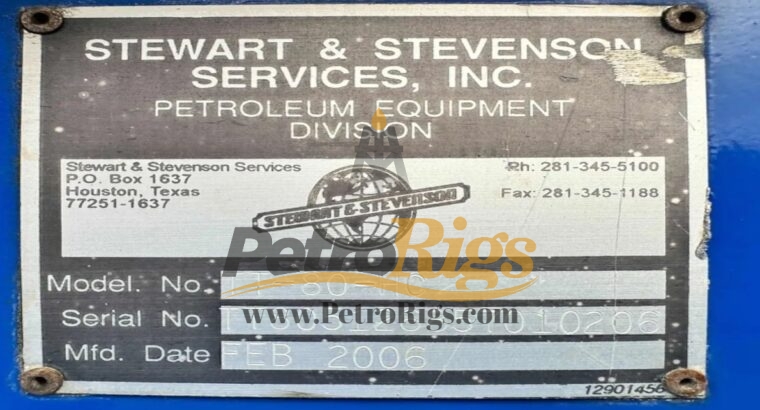 STEWART & STEVENSON
SERVICES, INC.
PETROLEUM EQUIPMENT
DIVISION
Stewart & Stevenson Services
P.O. Box 1637
Houston, Texas
77251-1637
Ph: 281-345-5100
Fax: 281-345-1188
STEWART & STEVENSON
PetroRigs
Model. No.
www.PetroRigs.com
Serial No.
Mfd. Date FEB 2006
12901456